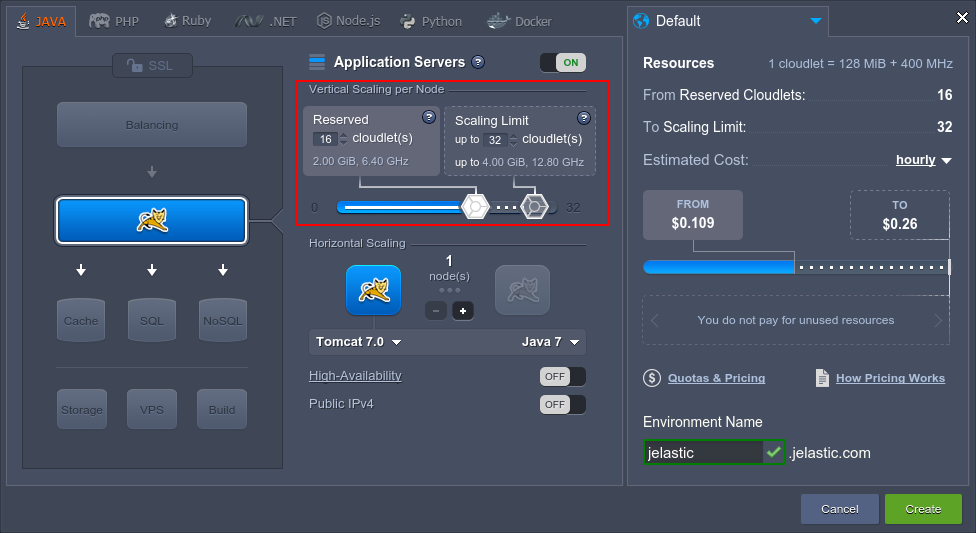 JAVA
PHP
Ruby
.NET
Node.js
Python
Docker
SSL
Balancing
Cache
SQL
NoSQL
Storage
VPS
Build
Application Servers ?
ON
Vertical Scaling per Node
Reserved ?
16 cloudlet(s)
2.00 GiB, 6.40 GHz
Scaling Limit ?
up to 32 cloudlet(s)
up to 4.00 GiB, 12.80 GHz
0
32
Horizontal Scaling
1
node(s)
Tomcat 7.0
Java 7
High-Availability
OFF
Public IPv4
OFF
Default
Resources
1 cloudlet = 128 MiB + 400 MHz
From Reserved Cloudlets:
16
To Scaling Limit:
32
Estimated Cost:
hourly
FROM
$0.109
TO
$0.26
You do not pay for unused resources
$ Quotas & Pricing
How Pricing Works
Environment Name
jelastic
.jelastic.com
Cancel
Create